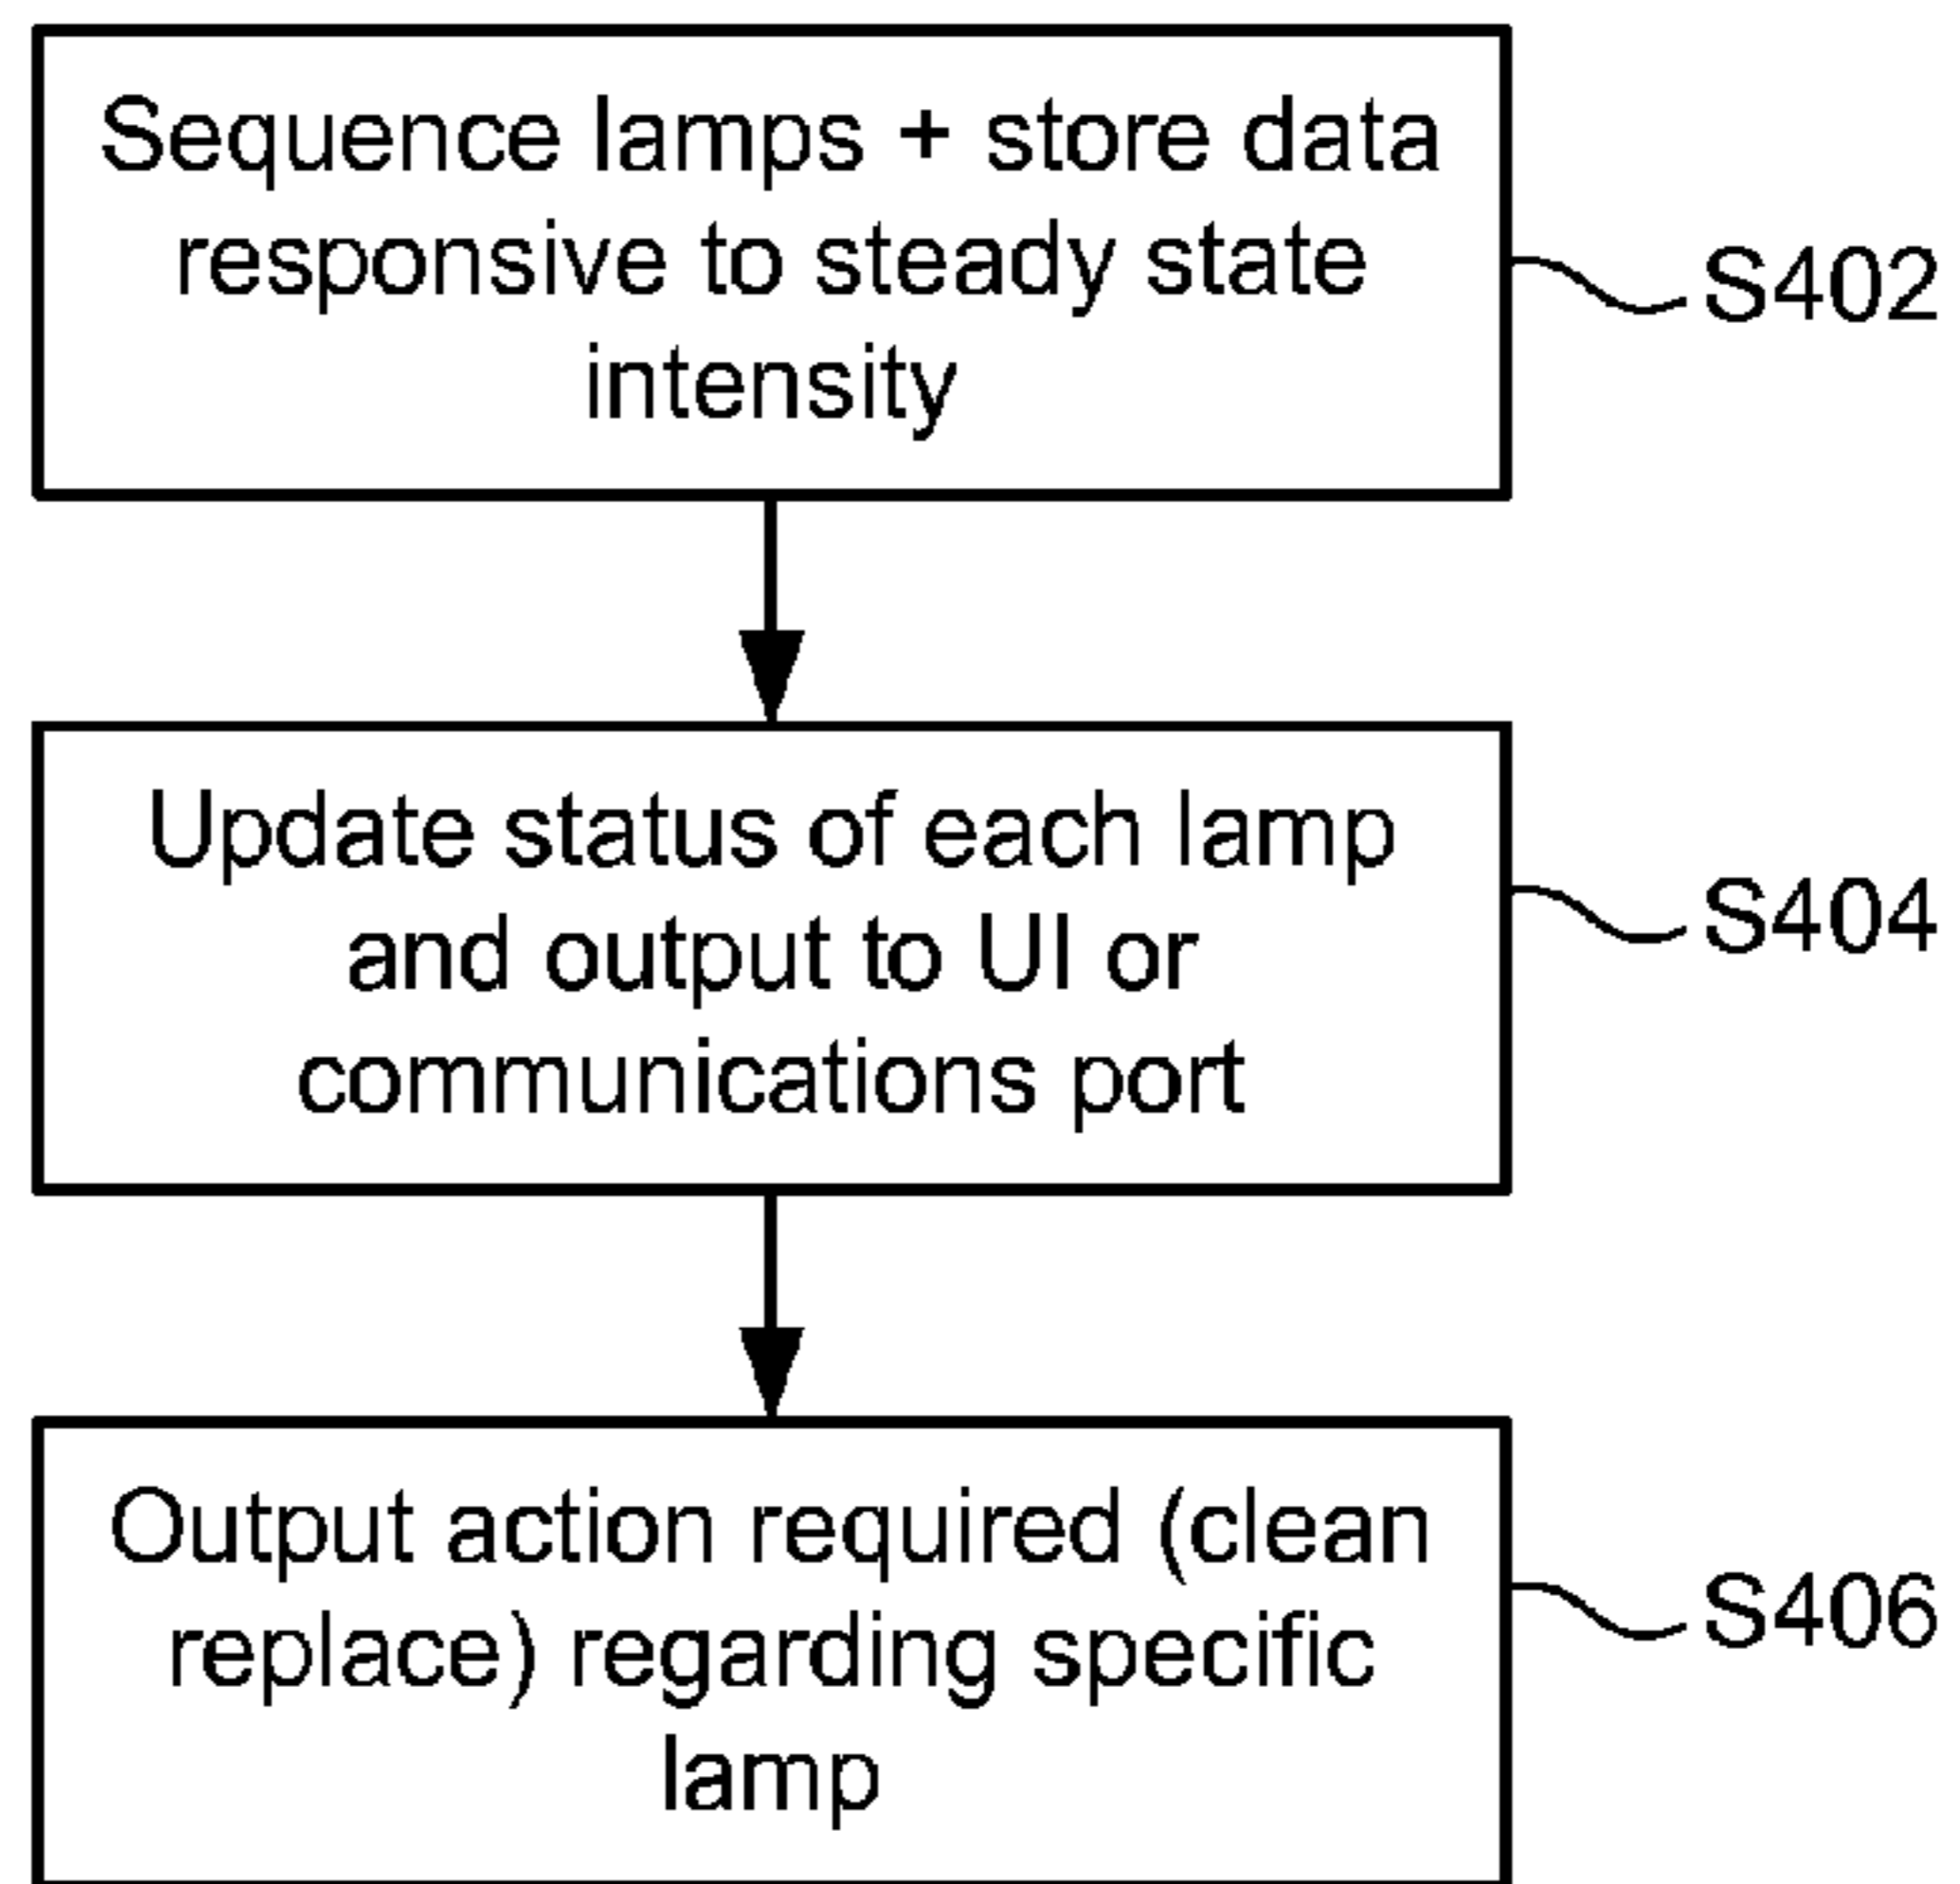 Sequence lamps + store data
responsive to steady state
intensity
S402
Update status of each lamp
and output to UI or
communications port
S404
Output action required (clean
replace) regarding specific
lamp
S406